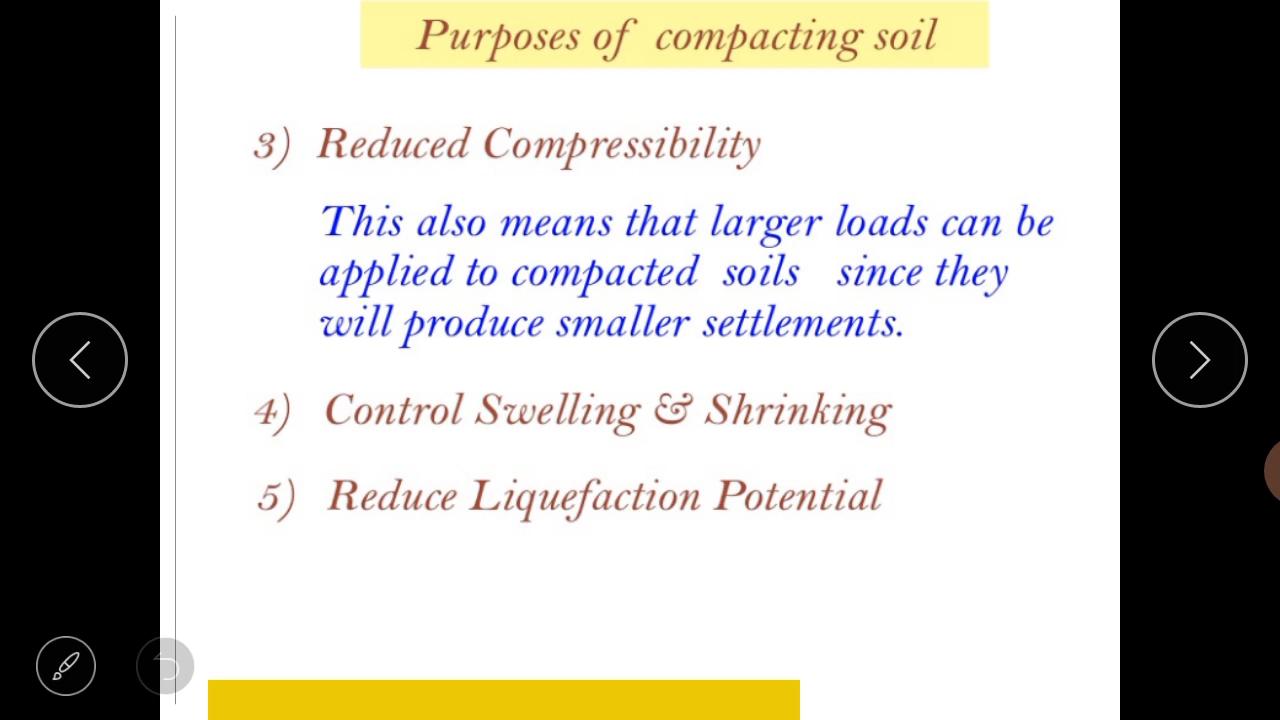 Purposes of compacting soil
3) Reduced Compressibility
This also means that larger loads can be
applied to compacted soils since they
will produce smaller settlements.
4) Control Swelling & Shrinking
5) Reduce Liquefaction Potential